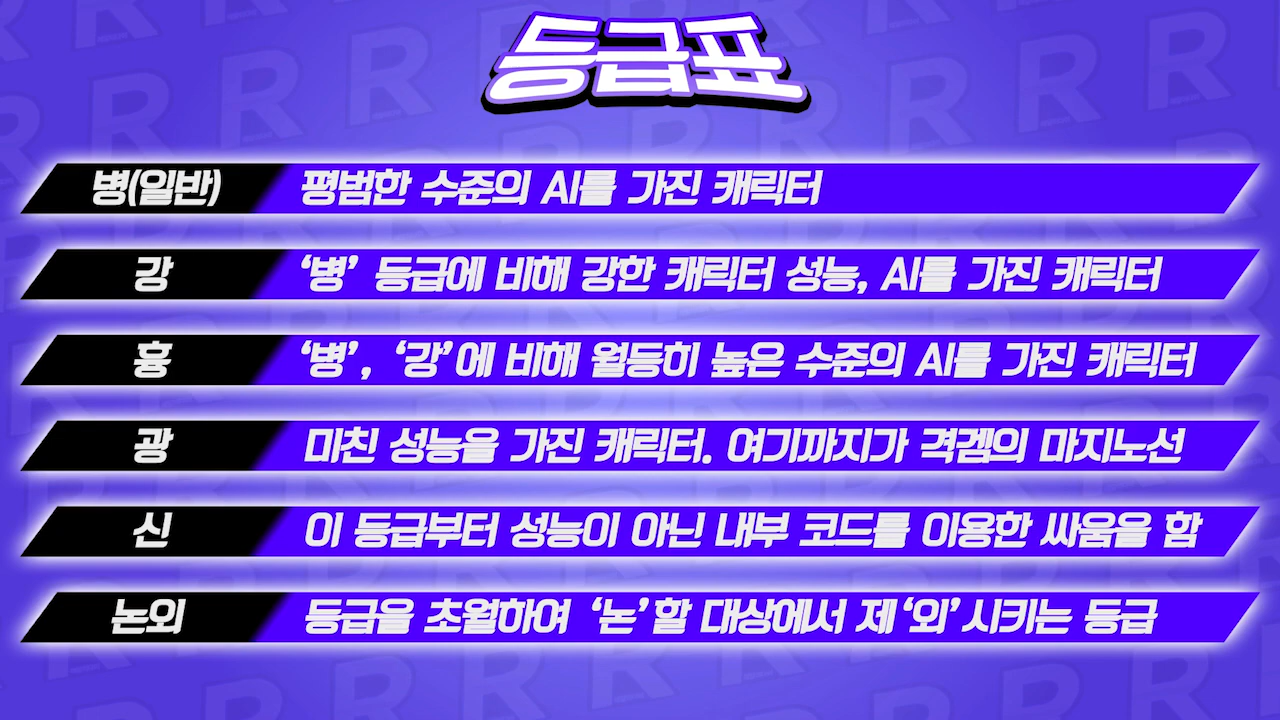 등급표
병(일반) 평범한 수준의 AI를 가진 캐릭터
강 ‘병’ 등급에 비해 강한 캐릭터 성능, AI를 가진 캐릭터
흉 ‘병’, ‘강’에 비해 월등히 높은 수준의 AI를 가진 캐릭터
광 미친 성능을 가진 캐릭터. 여기까지가 격겜의 마지노선
신 이 등급부터 성능이 아닌 내부 코드를 이용한 싸움을 함
논외 등급을 초월하여 ‘논’할 대상에서 제‘외’시키는 등급